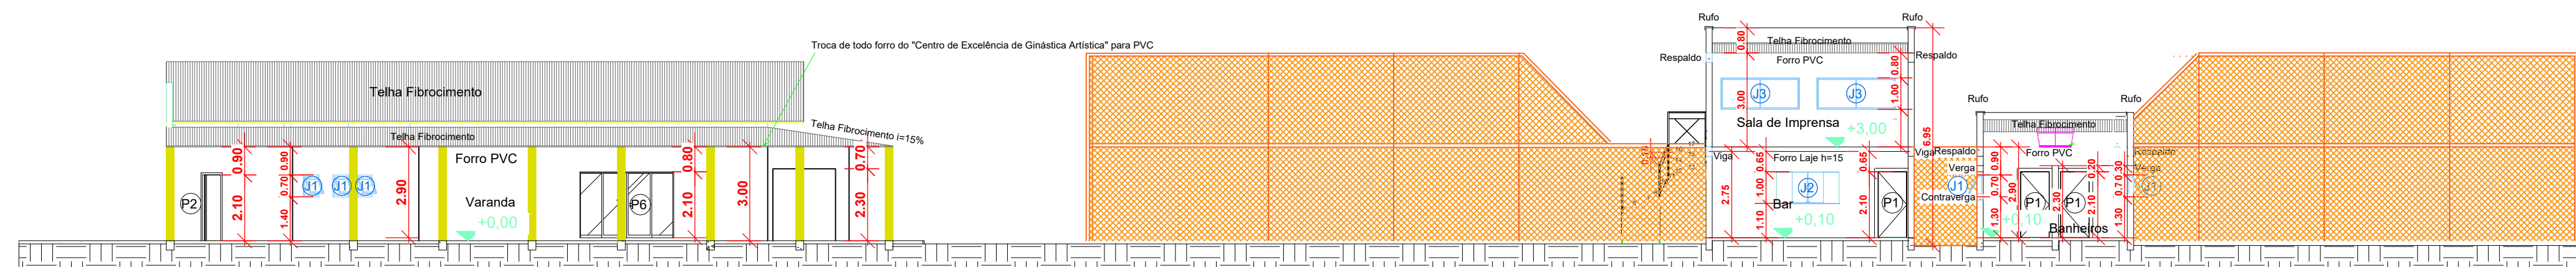 Troca de todo forro do "Centro de Excelência de Ginástica Artística" para PVC
Telha Fibrocimento
Telha Fibrocimento
Telha Fibrocimento i=15%
Forro PVC
Varanda
+0,00
P2
0.90
2.10
0.90
0.70
1.40
J1
J1
J1
2.90
P6
0.80
2.10
3.00
0.70
2.30
Rufo
Rufo
0.80
Telha Fibrocimento
Respaldo
Respaldo
Forro PVC
0.80
J3
J3
1.00
3.00
Sala de Imprensa
+3,00
6.95
Viga
Viga
0.65
Forro Laje h=15
0.65
2.75
1.00
J2
Bar
1.10
+0,10
2.10
P1
Rufo
Rufo
Telha Fibrocimento
Respaldo
Forro PVC
Respaldo
Verga
Verga
J1
Contraverga
0.90
0.70
1.30
2.90
P1
2.30
P1
0.20
2.10
0.30
0.7
1.30
+0,10
Banheiros